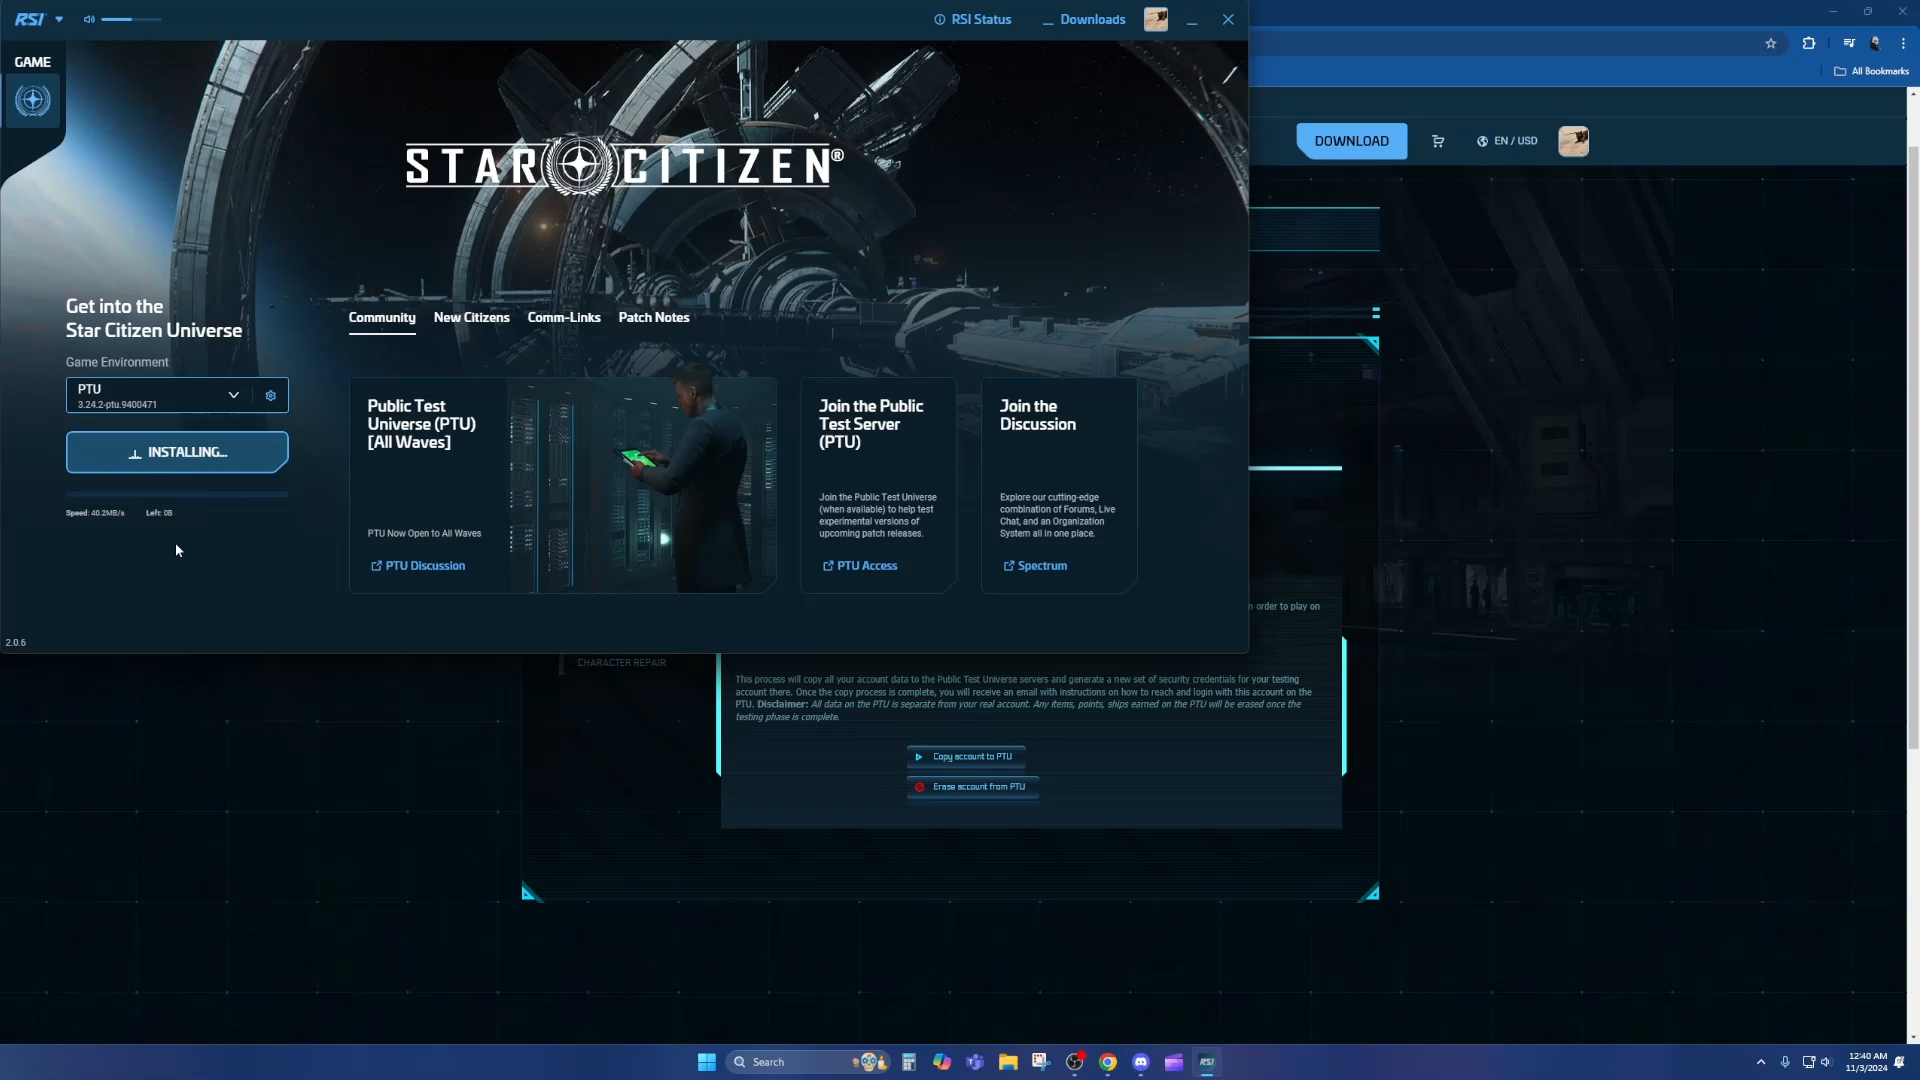 RSI
RSI Status
Downloads
GAME
STAR CITIZEN®
All Bookmarks
DOWNLOAD
EN / USD
Get into the
Star Citizen Universe
Game Environment
PTU
3.24.2-ptu.9400471
INSTALLING...
Speed: 40.2MB/s
Left: 0B
Community
New Citizens
Comm-Links
Patch Notes
Public Test
Universe (PTU)
[All Waves]
PTU Now Open to All Waves
PTU Discussion
Join the Public
Test Server
(PTU)
Join the Public Test Universe
(when available) to help test
experimental versions of
upcoming patch releases.
PTU Access
Join the
Discussion
Explore our cutting-edge
combination of Forums, Live
Chat, and an Organization
System all in one place.
Spectrum
2.0.6
n order to play on
CHARACTER REPAIR
This process will copy all your account data to the Public Test Universe servers and generate a new set of security credentials for your testing
account there. Once the copy process is complete, you will receive an email with instructions on how to reach and login with this account on the
PTU. Disclaimer: All data on the PTU is separate from your real account. Any items, points, ships earned on the PTU will be erased once the
testing phase is complete.
Copy account to PTU
Erase account from PTU
Search
RSI
12:40 AM
11/3/2024